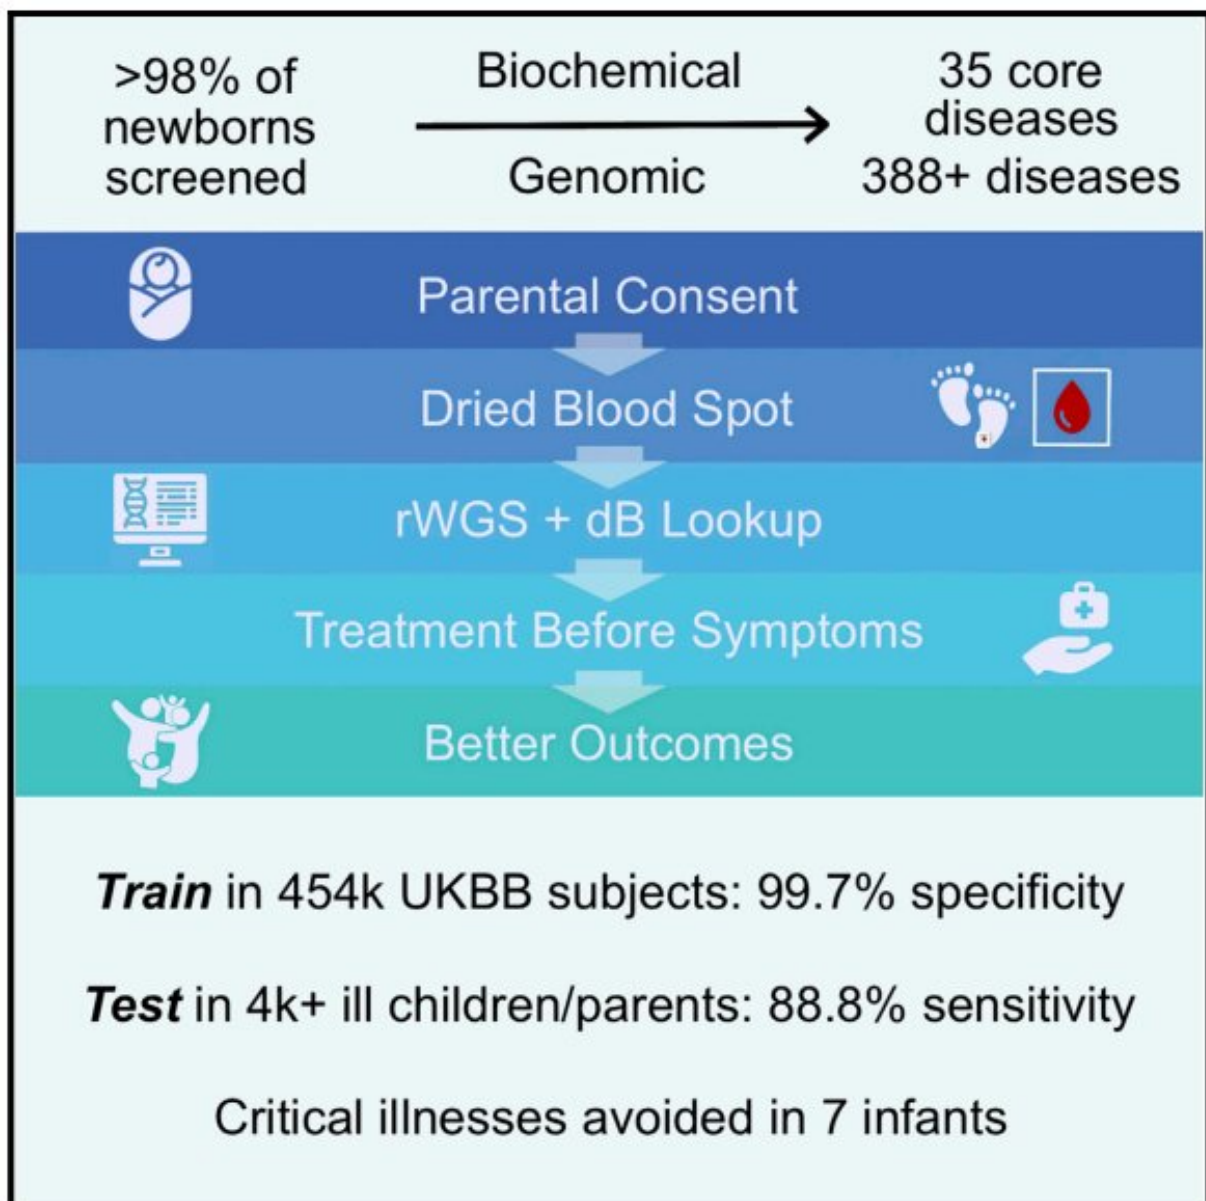 >98% of
newborns
screened
Biochemical
Genomic
35 core
diseases
388+ diseases
Parental Consent
Dried Blood Spot
rWGS + dB Lookup
Treatment Before Symptoms
Better Outcomes
Train in 454k UKBB subjects: 99.7% specificity
Test in 4k+ ill children/parents: 88.8% sensitivity
Critical illnesses avoided in 7 infants